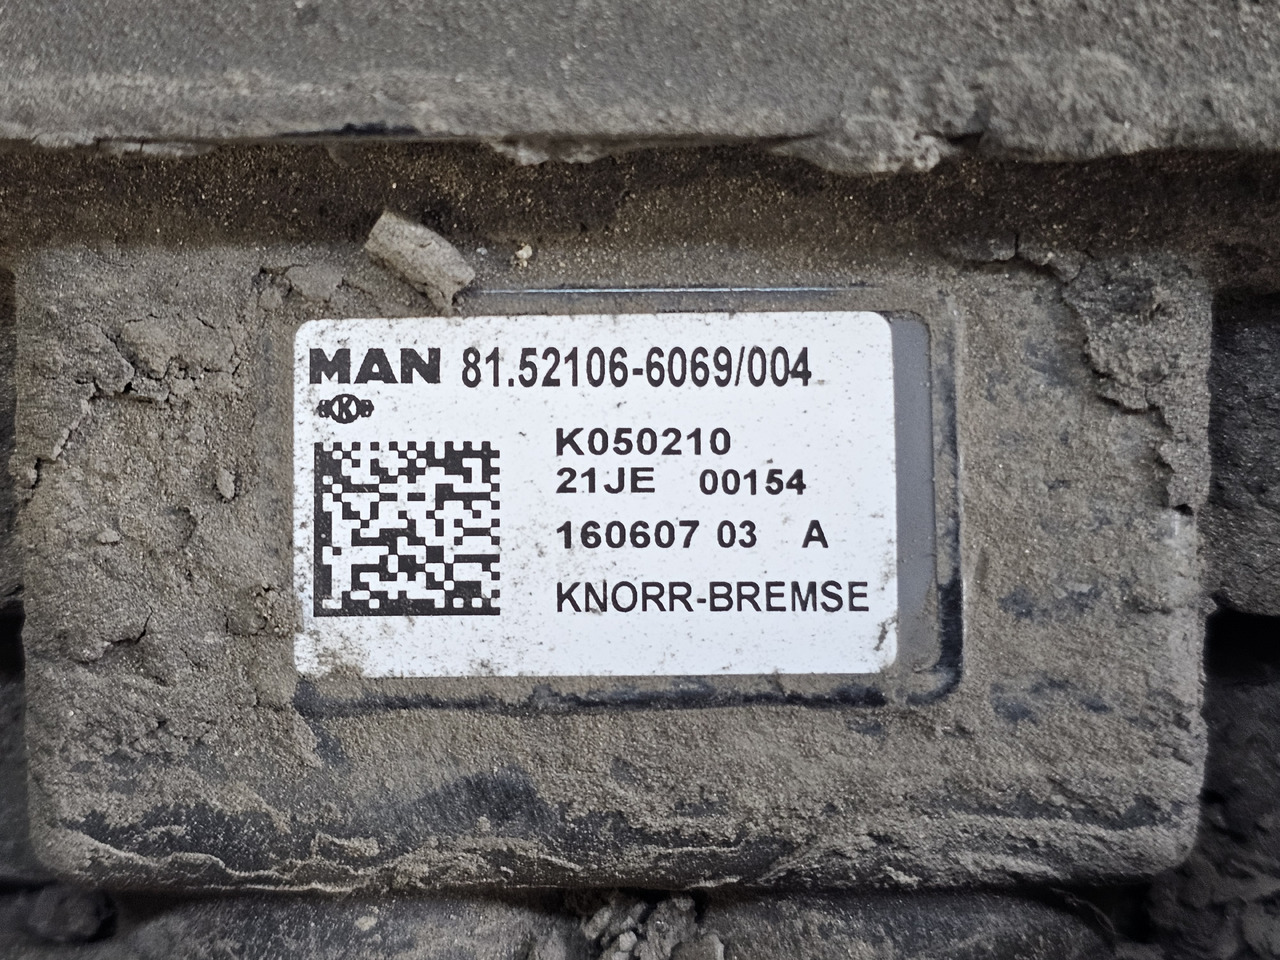 MAN 81.52106-6069/004
K
K050210
21JE 00154
160607 03 A
KNORR-BREMSE